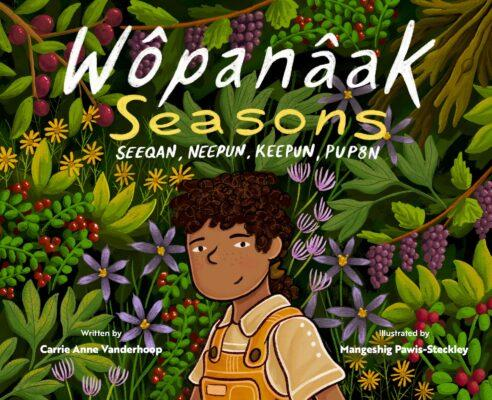 Wôpanâak
Seasons
SEEQAN, NEEPUN, KEEPUN, PUP8N
Written by
Carrie Anne Vanderhoop
Illustrated by
Mangeshig Pawis-Steckley